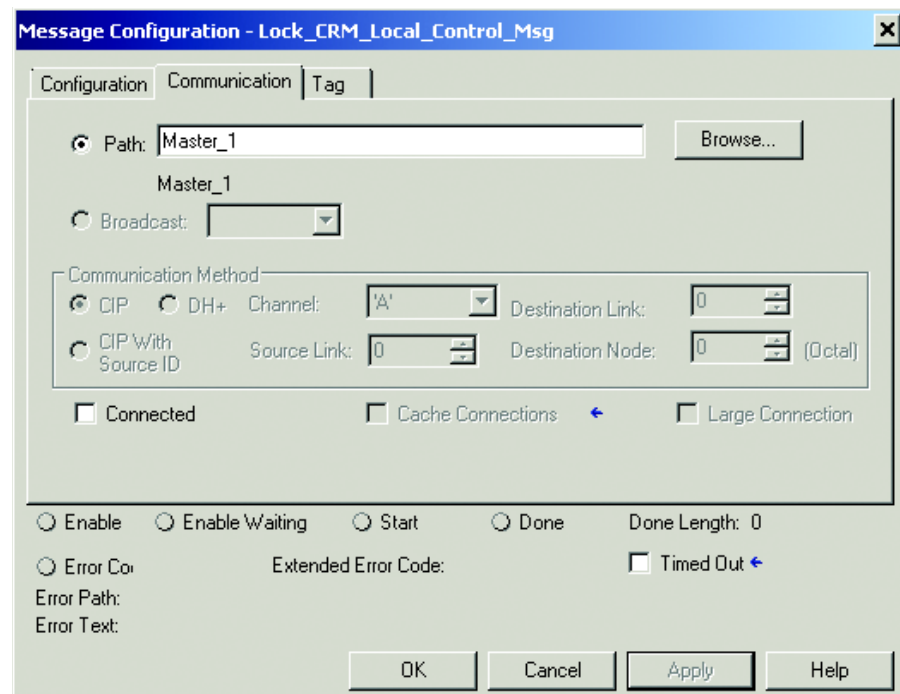 Message Configuration - Lock_CRM_Local_Control_Msg
Configuration Communication Tag
Path: Master_1 Browse...
Master_1
Broadcast:
Communication Method
CIP DH+ Channel: 'A' Destination Link: 0
CIP With Source ID Source Link: 0 Destination Node: 0 (Octal)
Connected Cache Connections ← Large Connection
Enable Enable Waiting Start Done Done Length: 0
Error Co Extended Error Code: Timed Out ←
Error Path:
Error Text:
OK Cancel Apply Help